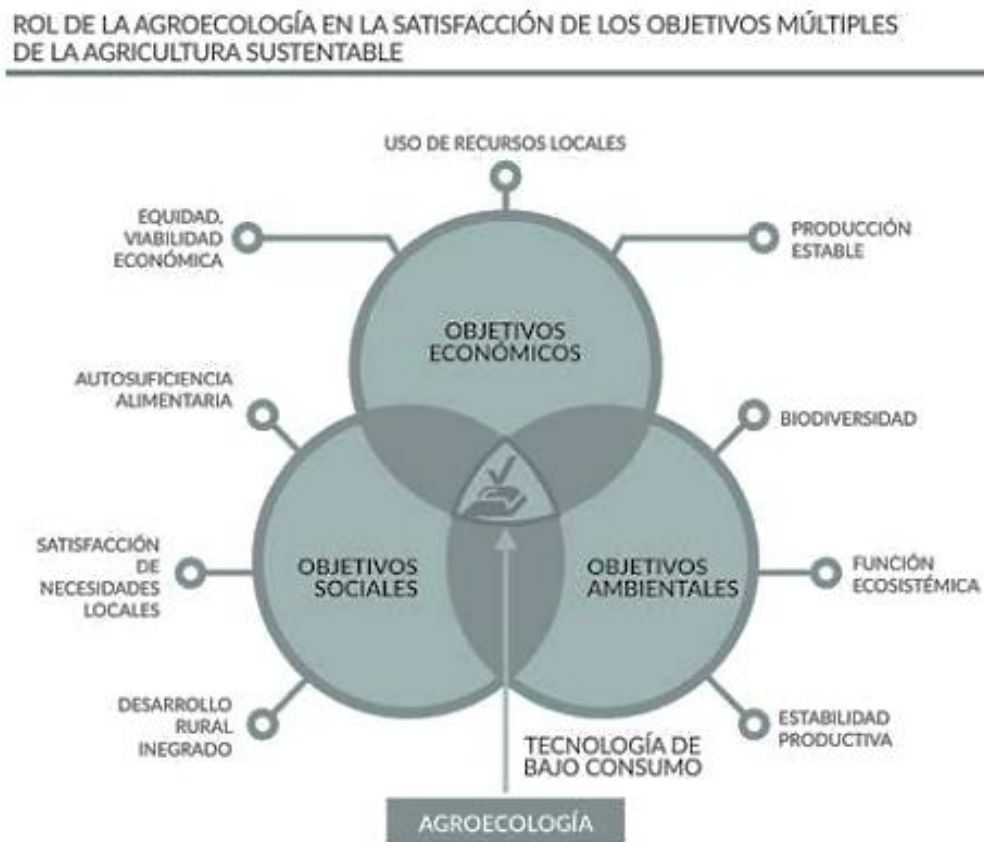 ROL DE LA AGROECOLOGÍA EN LA SATISFACCIÓN DE LOS OBJETIVOS MÚLTIPLES
DE LA AGRICULTURA SUSTENTABLE
USO DE RECURSOS LOCALES
EQUIDAD.
VIABILIDAD
ECONÓMICA
PRODUCCIÓN
ESTABLE
OBJETIVOS
ECONÓMICOS
AUTOSUFICIENCIA
ALIMENTARIA
BIODIVERSIDAD
SATISFACCIÓN
DE
NECESIDADES
LOCALES
OBJETIVOS
SOCIALES
OBJETIVOS
AMBIENTALES
FUNCIÓN
ECOSISTÉMICA
DESARROLLO
RURAL
INEGRADO
ESTABILIDAD
PRODUCTIVA
TECNOLOGÍA DE
BAJO CONSUMO
AGROECOLOGÍA